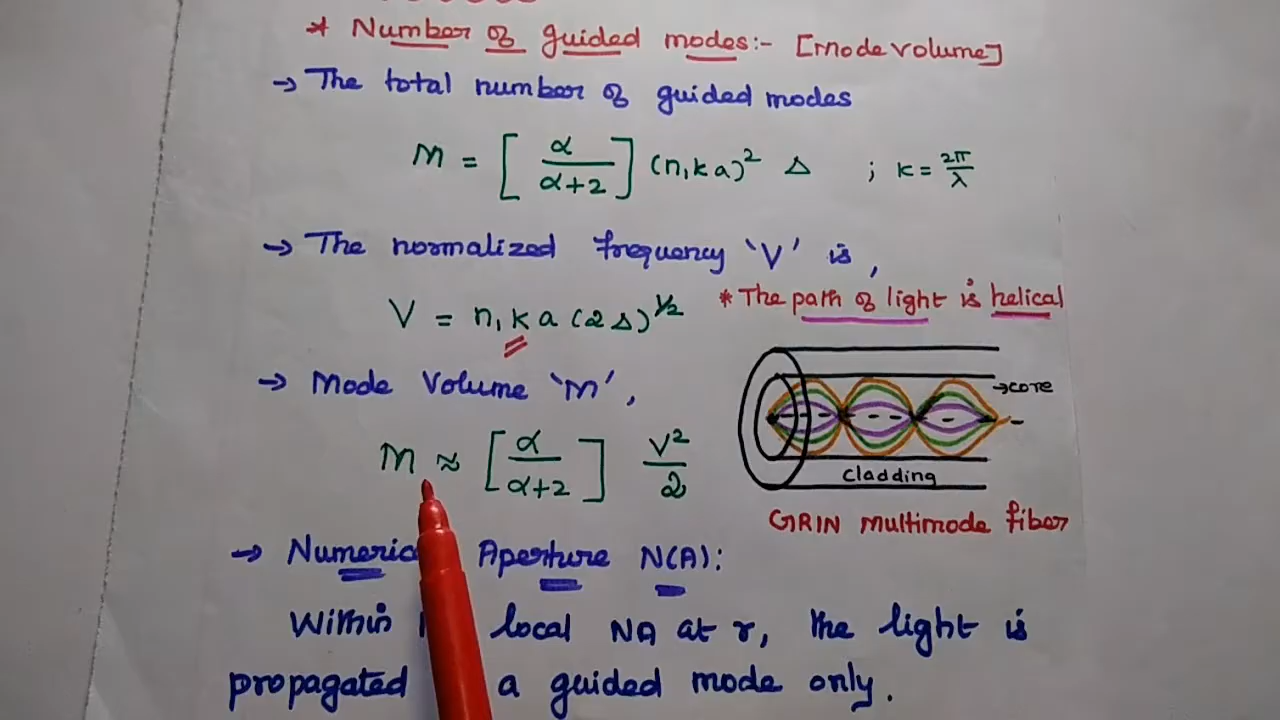 * Number of guided modes:- [Mode Volume]
→ The total number of guided modes
M = [α / α+2] (n₁ka)² Δ ; k = 2π/λ
→ The normalized frequency 'V' is,
V = n₁ka(2Δ)^1/2
* The path of light is helical
→ Mode Volume 'M',
→core
M ≈ [α / α+2] V²/2
Cladding
GRIN multimode fiber
→ Aperture N(A):
Within local NA at r, the light is
propagated a guided mode only.